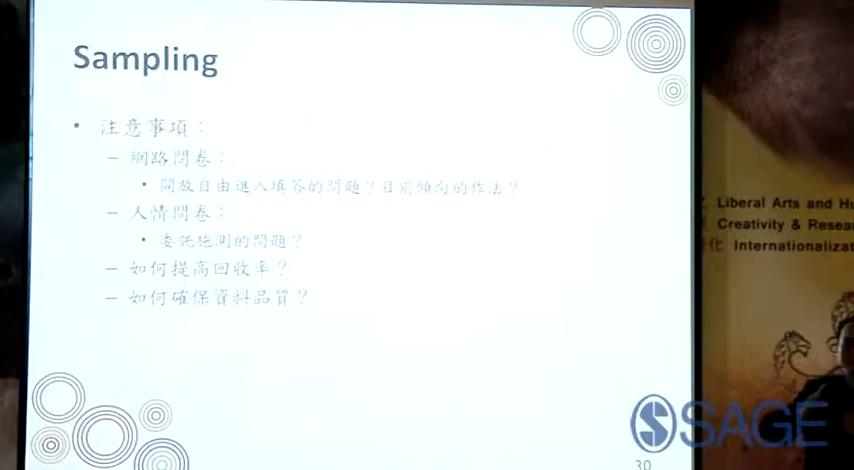 Sampling
• 注意事項：
– 網路問卷：
• 開放自由進入填答的問題？目前傾向的作法？
– 人情問卷：
• 委託施測的問題？
– 如何提高回收率？
– 如何確保資料品質？
30
SAGE
Liberal Arts and Hu
Creativity & Resea
化 Internationalizat